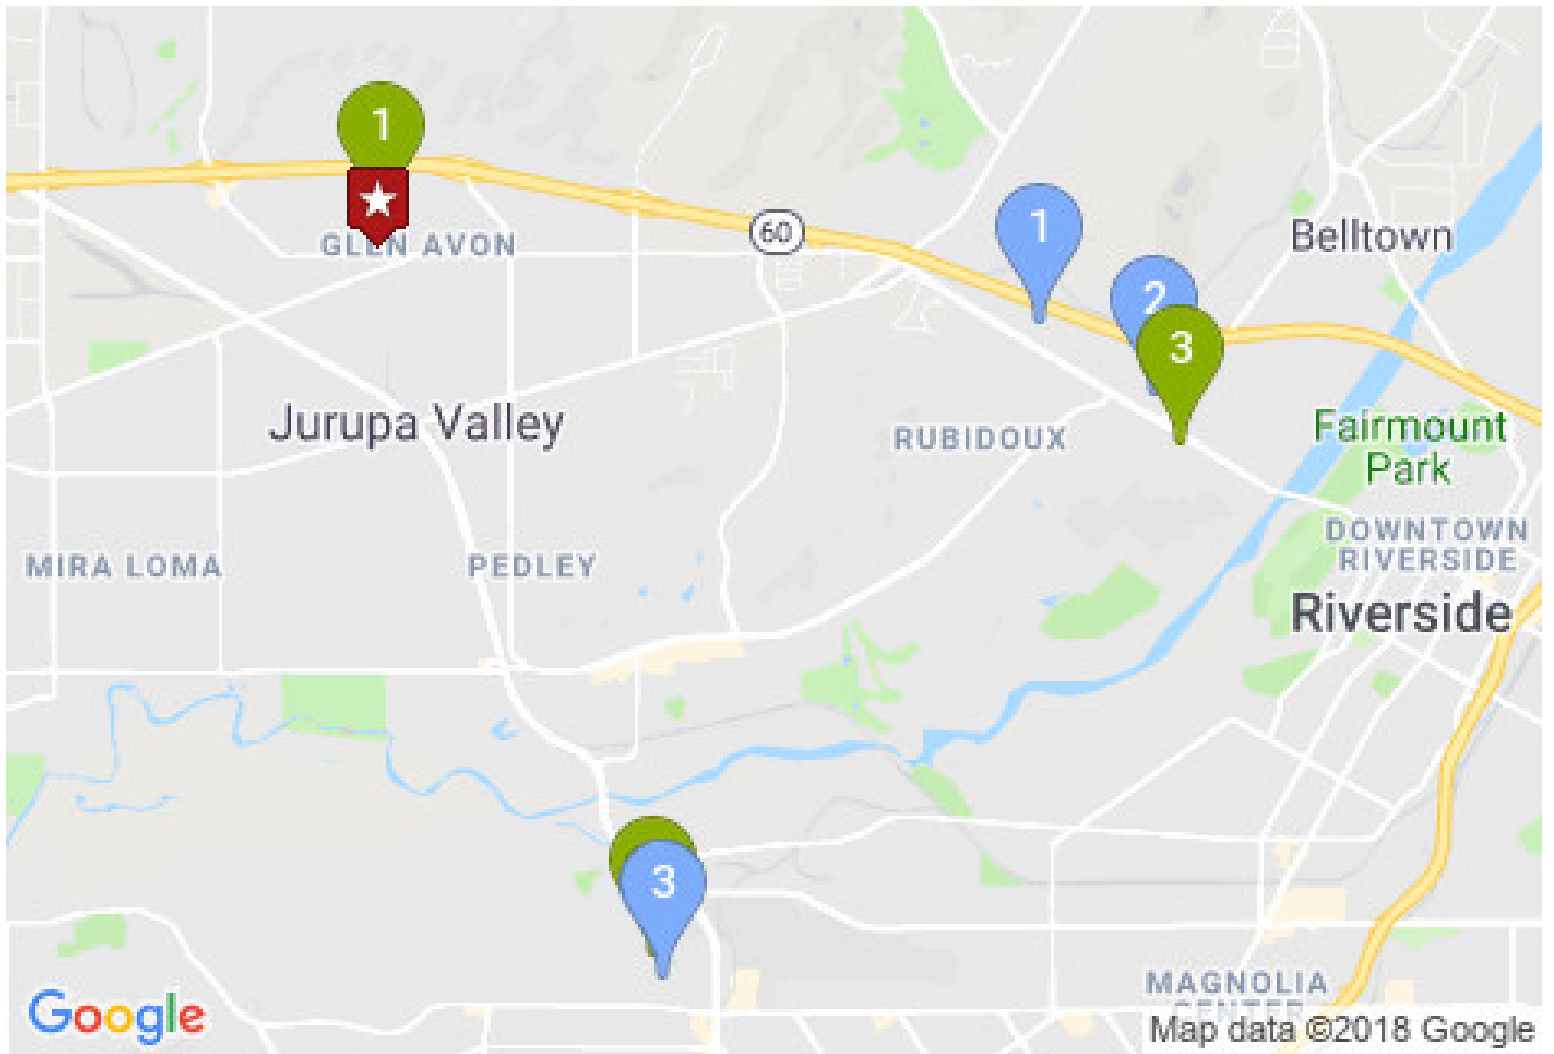 1
GLEN AVON
60
1
Belltown
2
3
Jurupa Valley
RUBIDOUX
Fairmount
Park
MIRA LOMA
PEDLEY
DOWNTOWN
RIVERSIDE
Riverside
3
MAGNOLIA
CENTER
Google
Map data ©2018 Google